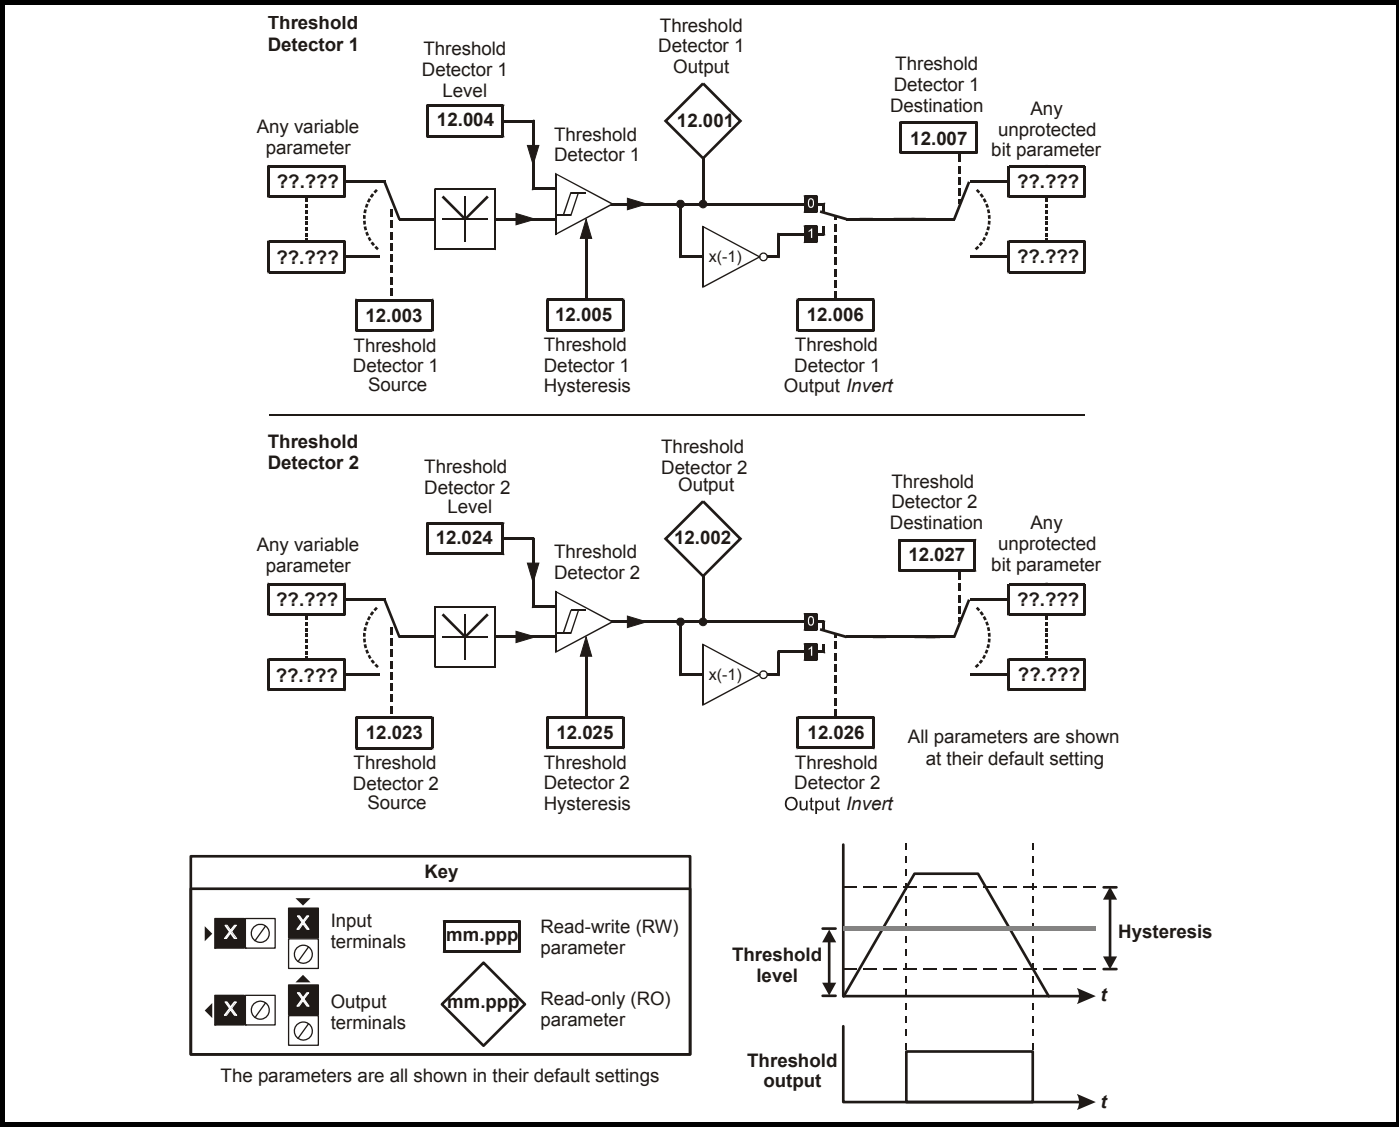 Threshold
Detector 1
Threshold
Detector 1
Level
12.004
Any variable
parameter
??.???
??.???
12.003
Threshold
Detector 1
Source
Threshold
Detector 1
12.005
Threshold
Detector 1
Hysteresis
Threshold
Detector 1
Output
12.001
x(-1)
0
1
12.006
Threshold
Detector 1
Output Invert
Threshold
Detector 1
Destination
12.007
Any
unprotected
bit parameter
??.???
??.???
Threshold
Detector 2
Threshold
Detector 2
Level
12.024
Any variable
parameter
??.???
??.???
12.023
Threshold
Detector 2
Source
Threshold
Detector 2
12.025
Threshold
Detector 2
Hysteresis
Threshold
Detector 2
Output
12.002
x(-1)
0
1
12.026
Threshold
Detector 2
Output Invert
Threshold
Detector 2
Destination
12.027
Any
unprotected
bit parameter
??.???
??.???
All parameters are shown
at their default setting
Key
X
X
Input
terminals
mm.ppp
Read-write (RW)
parameter
X
X
Output
terminals
mm.ppp
Read-only (RO)
parameter
The parameters are all shown in their default settings
Threshold
level
Hysteresis
t
Threshold
output
t